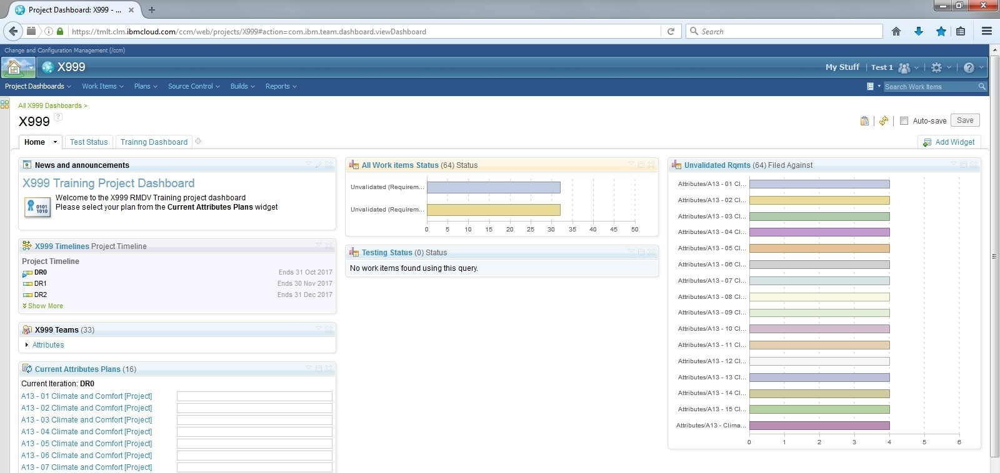 Project Dashboard: X999 - ...
https://tmlt.clm.ibmcloud.com/ccm/web/projects/X999#action=com.ibm.team.dashboard.viewDashboard
Search
Change and Configuration Management (/ccm)
X999
My Stuff | Test 1
Project Dashboards Work Items Plans Source Control Builds Reports
Search Work Items
All X999 Dashboards >
X999 ?
Auto-save Save
Home Test Status Trainng Dashboard
Add Widget
News and announcements
X999 Training Project Dashboard
Welcome to the X999 RMDV Training project dashboard
Please select your plan from the Current Attributes Plans widget
0101
1010
X999 Timelines Project Timeline
Project Timeline
DR0 Ends 31 Oct 2017
DR1 Ends 30 Nov 2017
DR2 Ends 31 Dec 2017
Show More
X999 Teams (33)
Attributes
Current Attributes Plans (16)
Current Iteration: DR0
A13 - 01 Climate and Comfort [Project]
A13 - 02 Climate and Comfort [Project]
A13 - 03 Climate and Comfort [Project]
A13 - 04 Climate and Comfort [Project]
A13 - 05 Climate and Comfort [Project]
A13 - 06 Climate and Comfort [Project]
A13 - 07 Climate and Comfort [Project]
All Work items Status (64) Status
Unvalidated (Requirem...
Unvalidated (Requirem...
0 5 10 15 20 25 30 35 40 45 50
Testing Status (0) Status
No work items found using this query.
Unvalidated Rqmts (64) Filed Against
Attributes/A13 - 01 Cl...
Attributes/A13 - 02 Cl...
Attributes/A13 - 03 Cl...
Attributes/A13 - 04 Cl...
Attributes/A13 - 05 Cl...
Attributes/A13 - 06 Cl...
Attributes/A13 - 07 Cl...
Attributes/A13 - 08 Cl...
Attributes/A13 - 09 Cl...
Attributes/A13 - 10 Cl...
Attributes/A13 - 11 Cl...
Attributes/A13 - 12 Cl...
Attributes/A13 - 13 Cl...
Attributes/A13 - 14 Cl...
Attributes/A13 - 15 Cl...
Attributes/A13 - Clima...
0 1 2 3 4 5 6